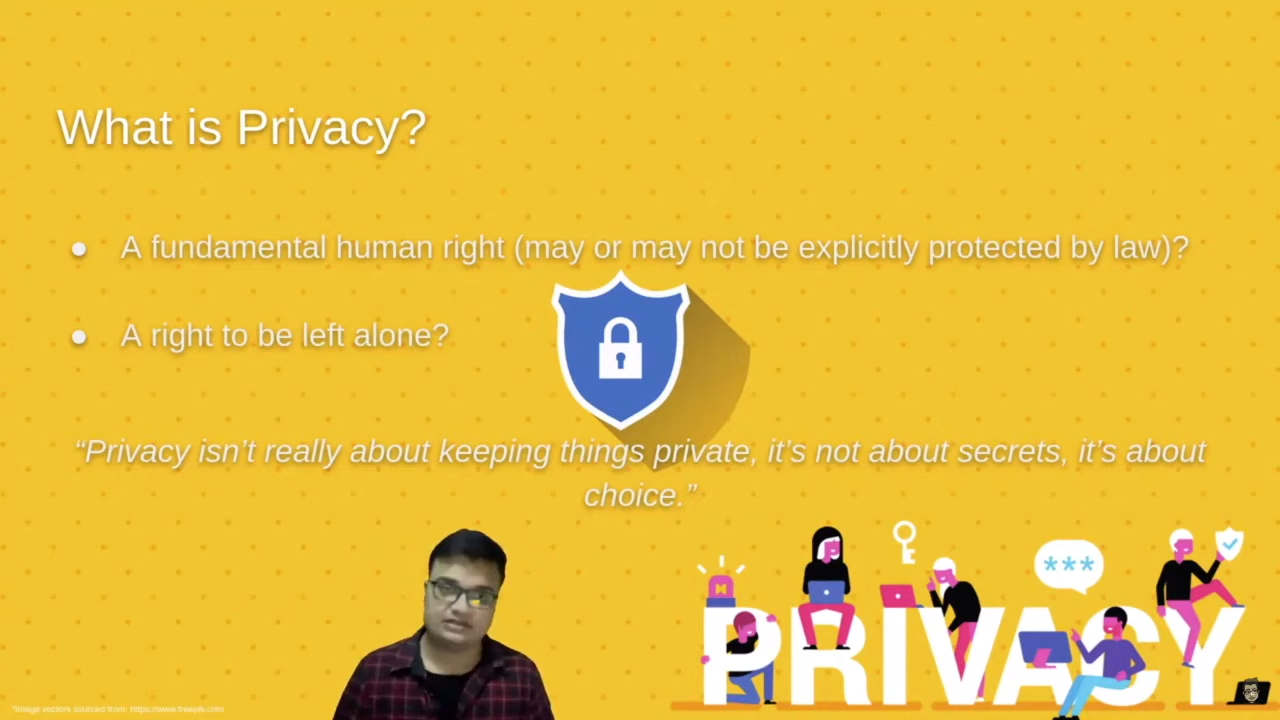 What is Privacy?
● A fundamental human right (may or may not be explicitly protected by law)?
● A right to be left alone?
“Privacy isn’t really about keeping things private, it’s not about secrets, it’s about
choice.”
***
PRIVACY
*Image vectors sourced from: https://www.freepik.com